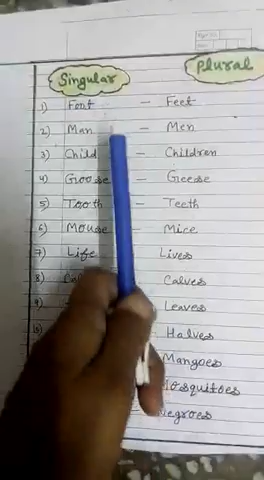 Singular Plural
1) Foot - Feet
2) Man - Men
3) Child - Children
4) Goose - Geese
5) Tooth - Teeth
6) Mouse - Mice
7) Life Lives
8) Calves
9 Leaves
Halves
Mangoes
Mosquitoes
Negroes